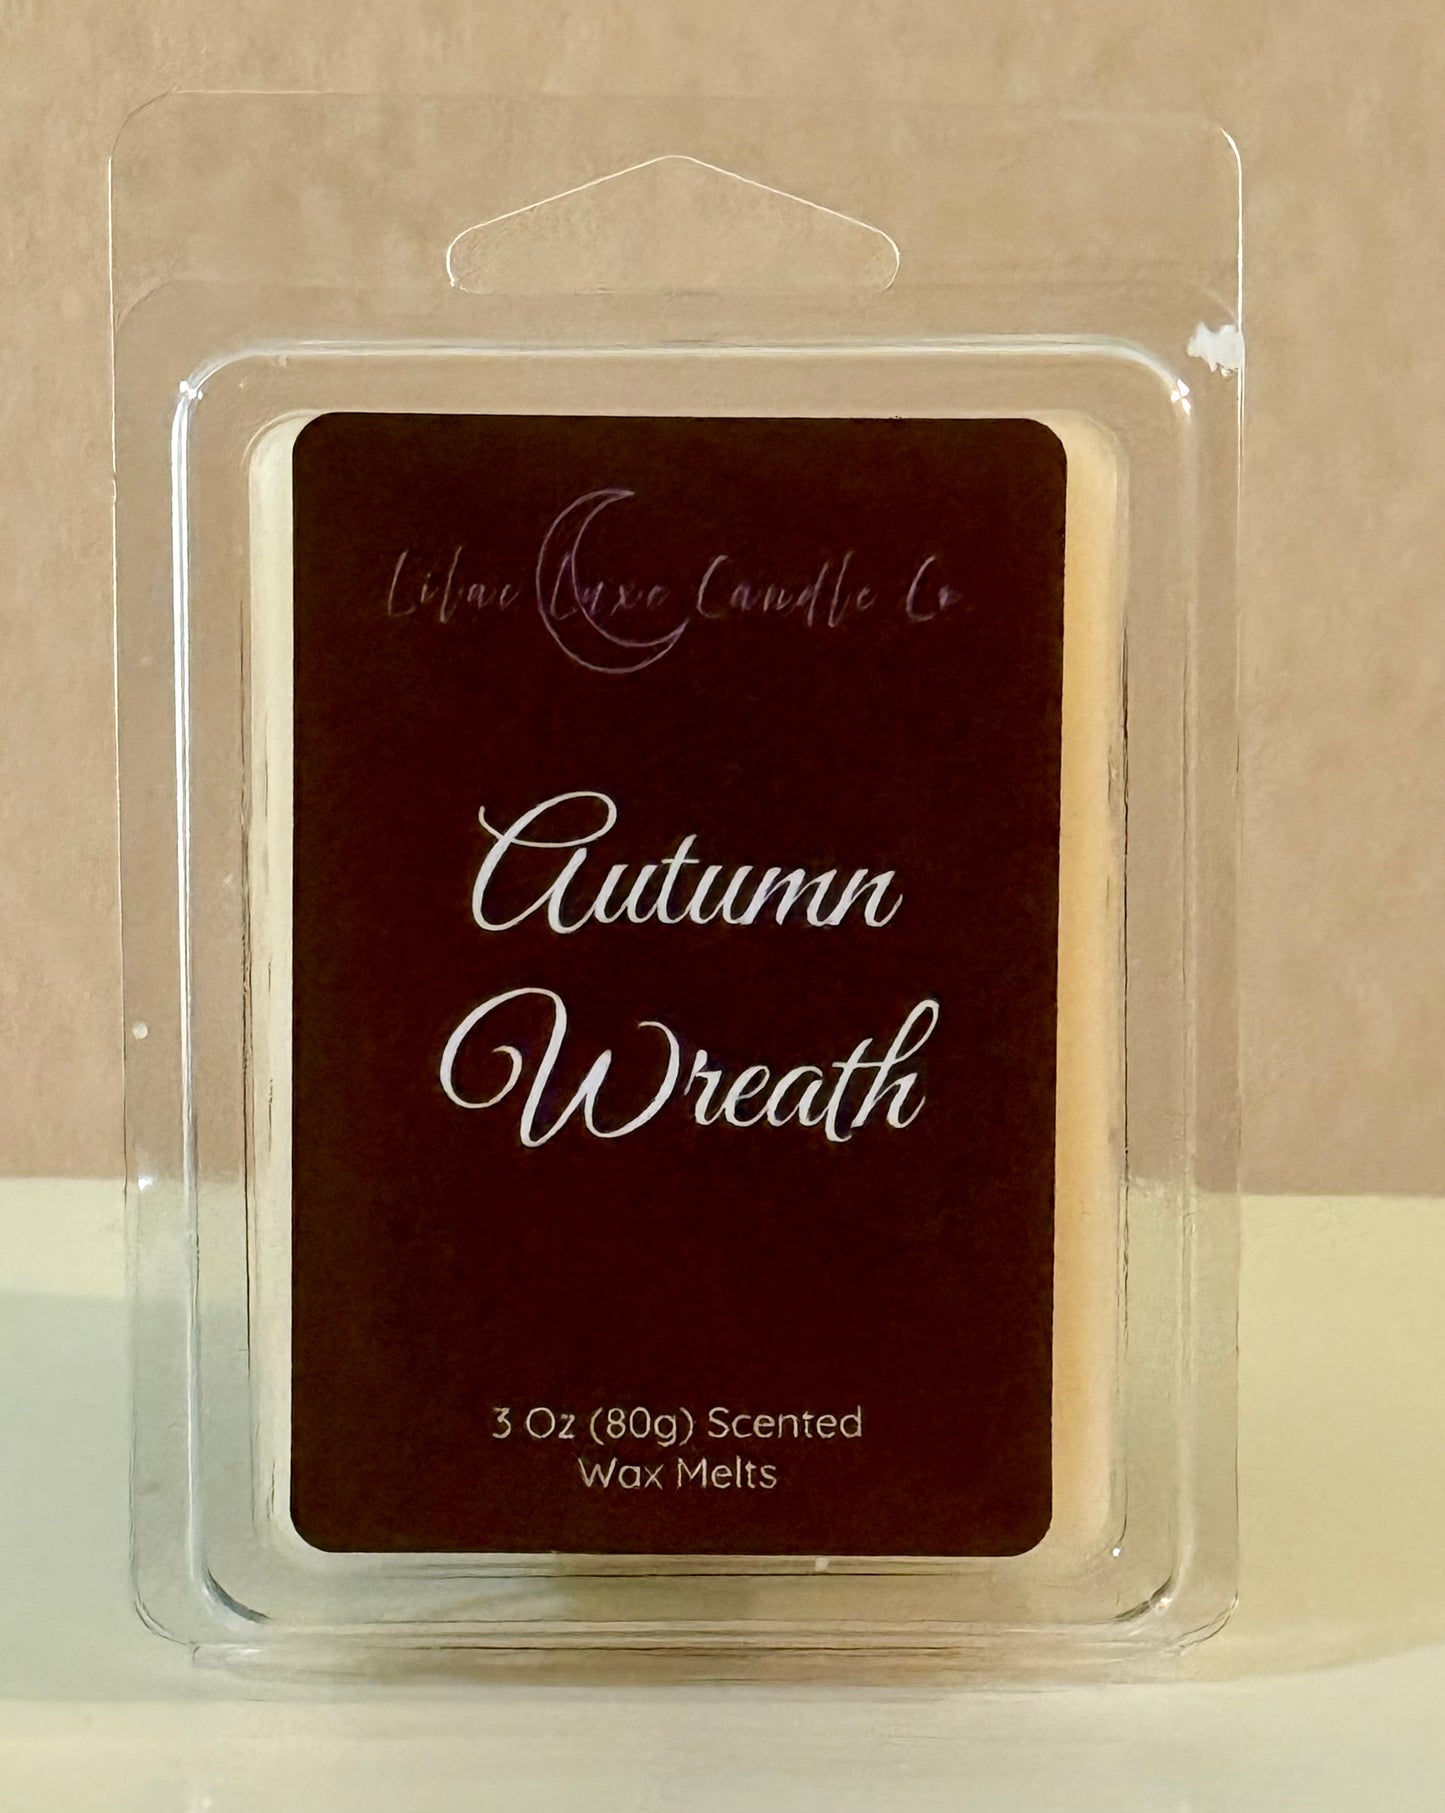 Lilac Luxe Candle Co.
Autumn
Wreath
3 Oz (80g) Scented
Wax Melts